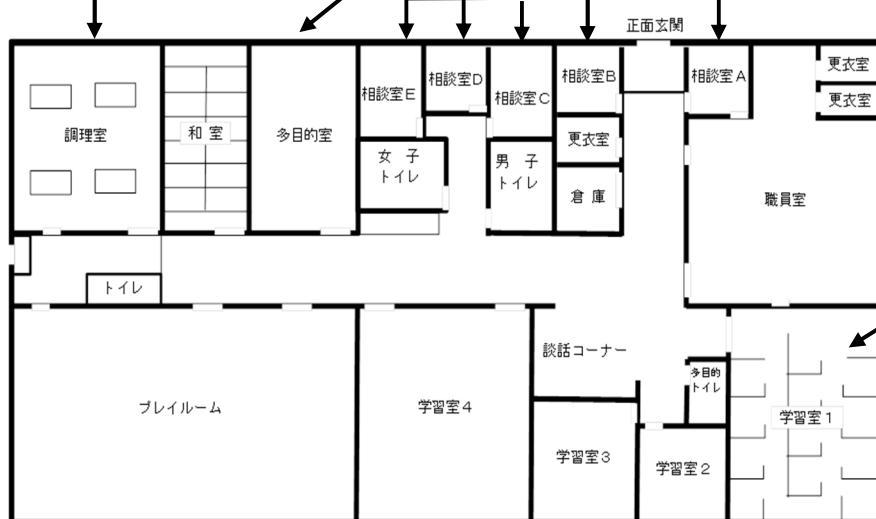 正面玄関
更衣室
相談室A
相談室B
相談室D
相談室E
相談室C
更衣室
調理室
和室
多目的室
更衣室
女子
トイレ
男子
トイレ
倉庫
職員室
トイレ
談話コーナー
多目的
トイレ
プレイルーム
学習室4
学習室1
学習室3
学習室2